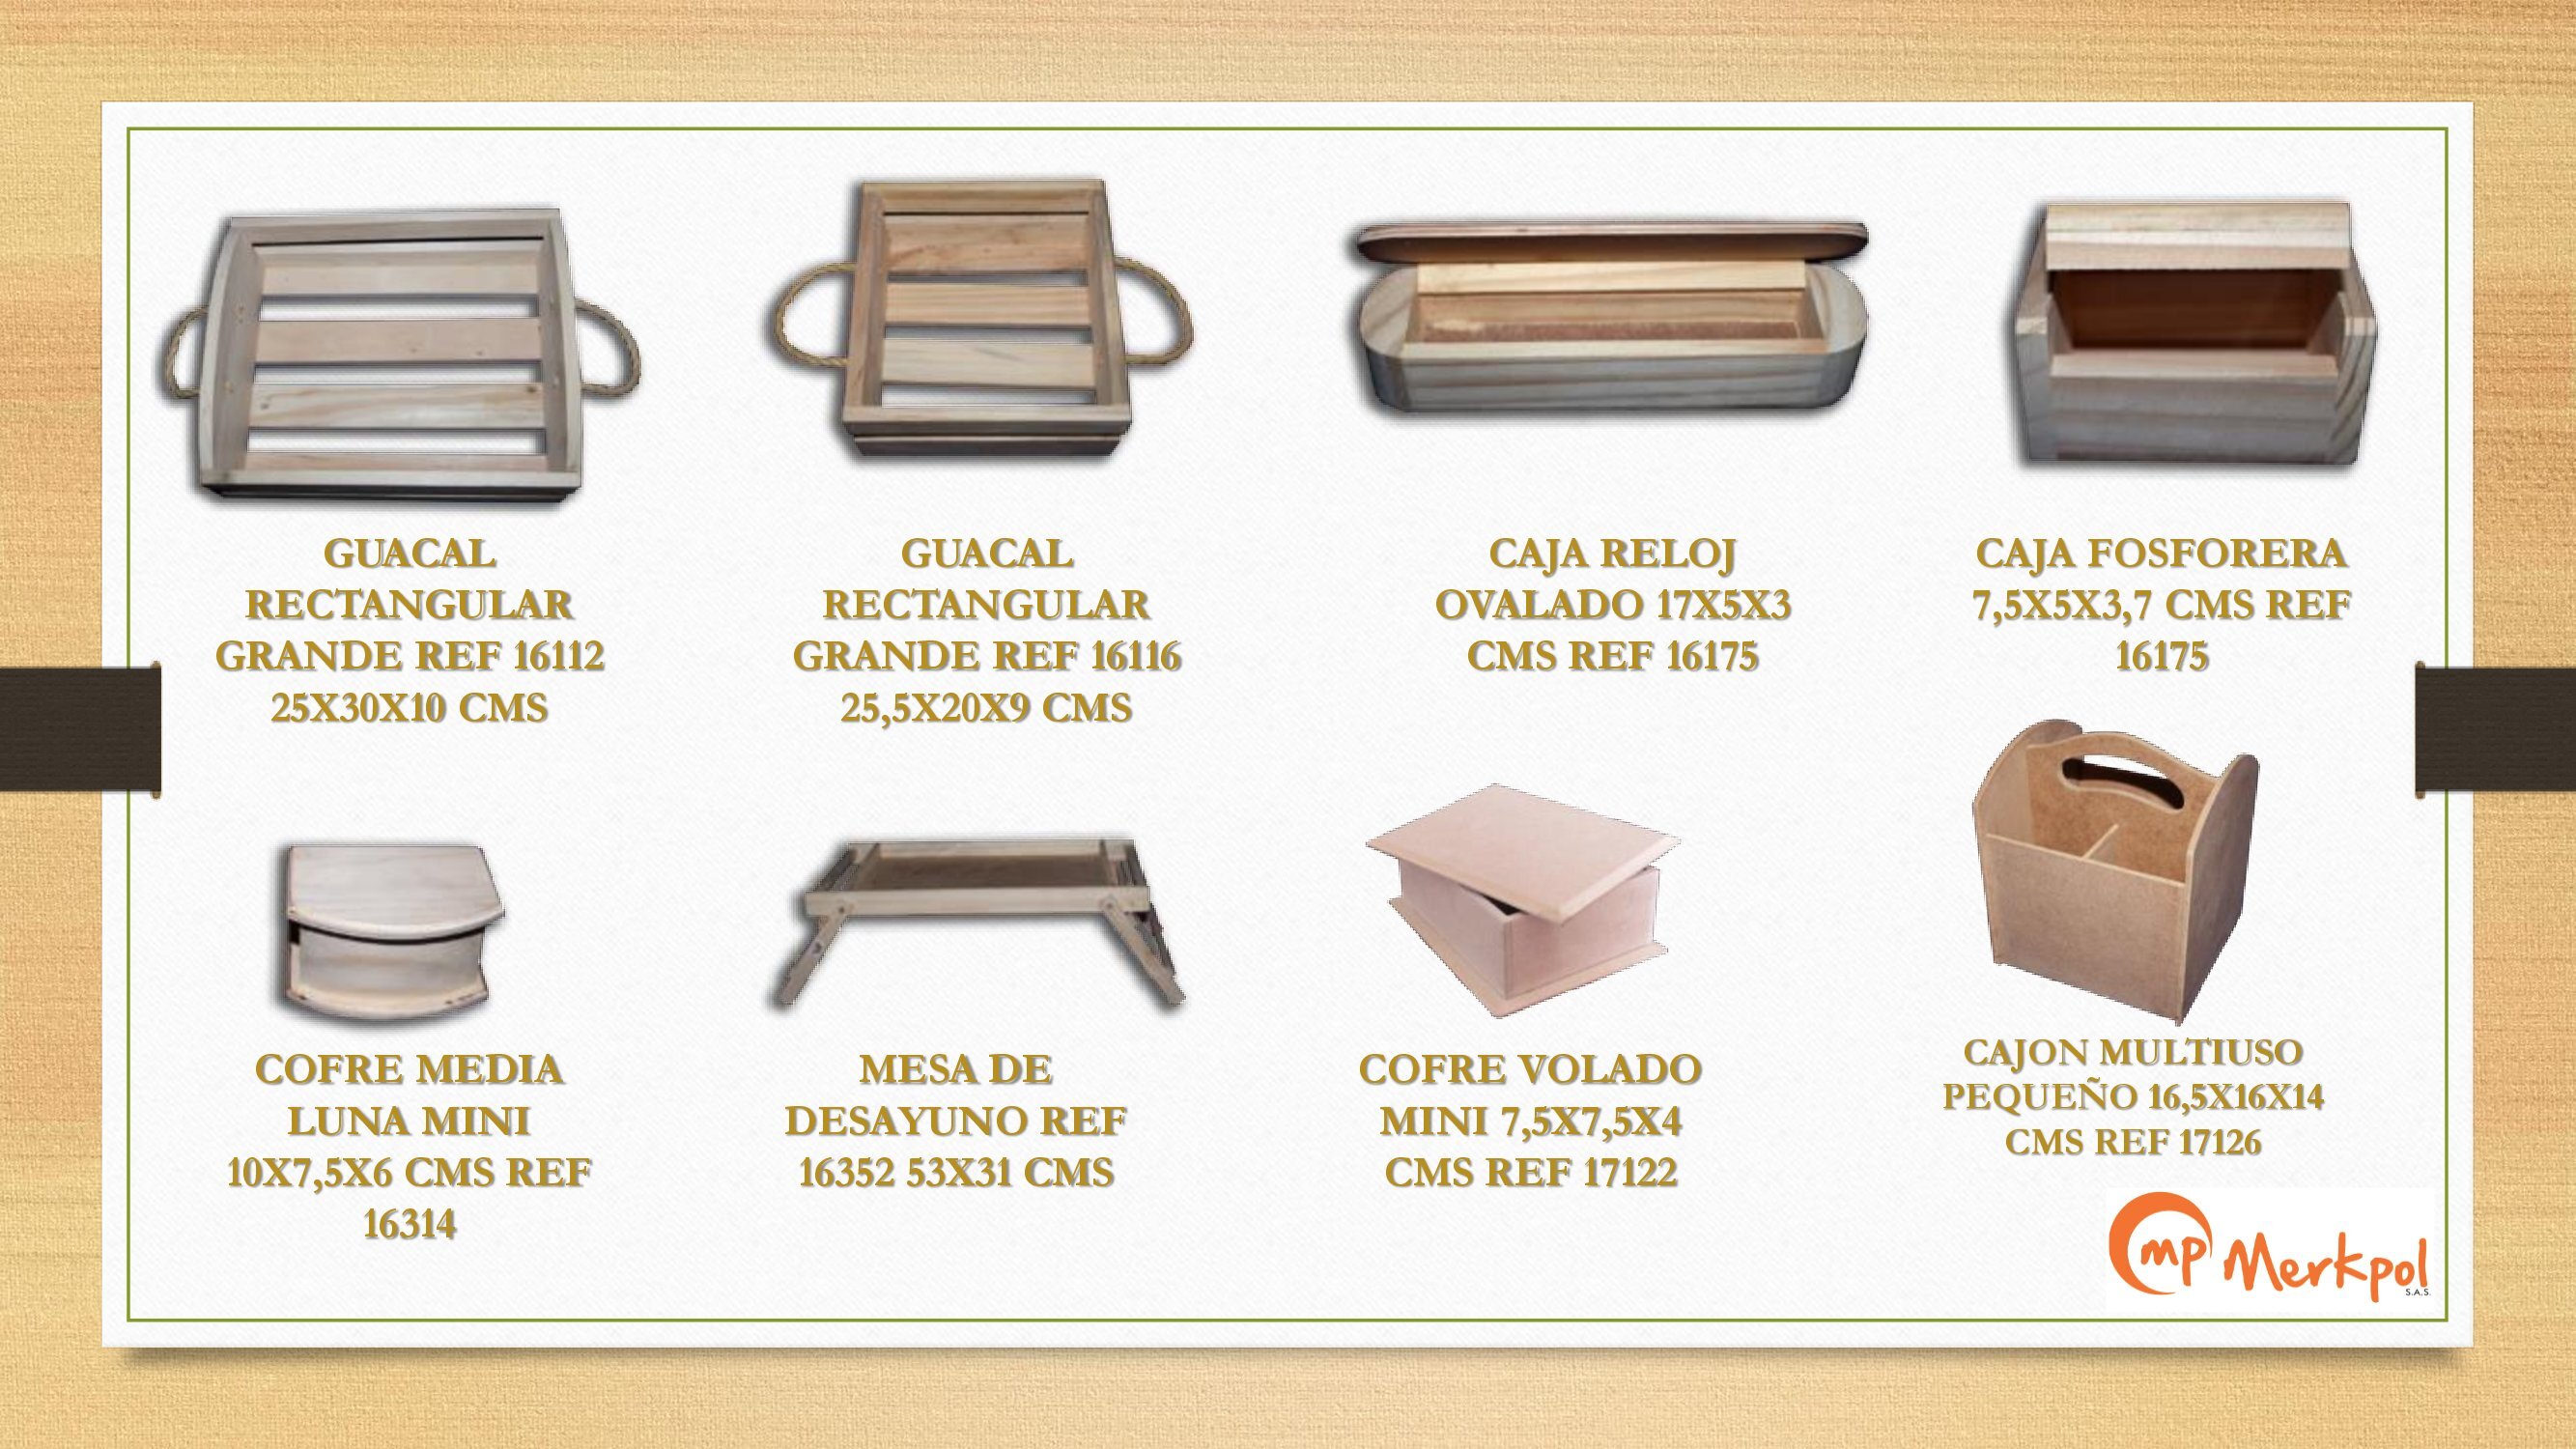 GUACAL
RECTANGULAR
GRANDE REF 16112
25X30X10 CMS
GUACAL
RECTANGULAR
GRANDE REF 16116
25,5X20X9 CMS
CAJA RELOJ
OVALADO 17X5X3
CMS REF 16175
CAJA FOSFORERA
7,5X5X3,7 CMS REF
16175
COFRE MEDIA
LUNA MINI
10X7,5X6 CMS REF
16314
MESA DE
DESAYUNO REF
16352 53X31 CMS
COFRE VOLADO
MINI 7,5X7,5X4
CMS REF 17122
CAJON MULTIUSO
PEQUEÑO 16,5X16X14
CMS REF 17126
mp Merkpol
S.A.S.